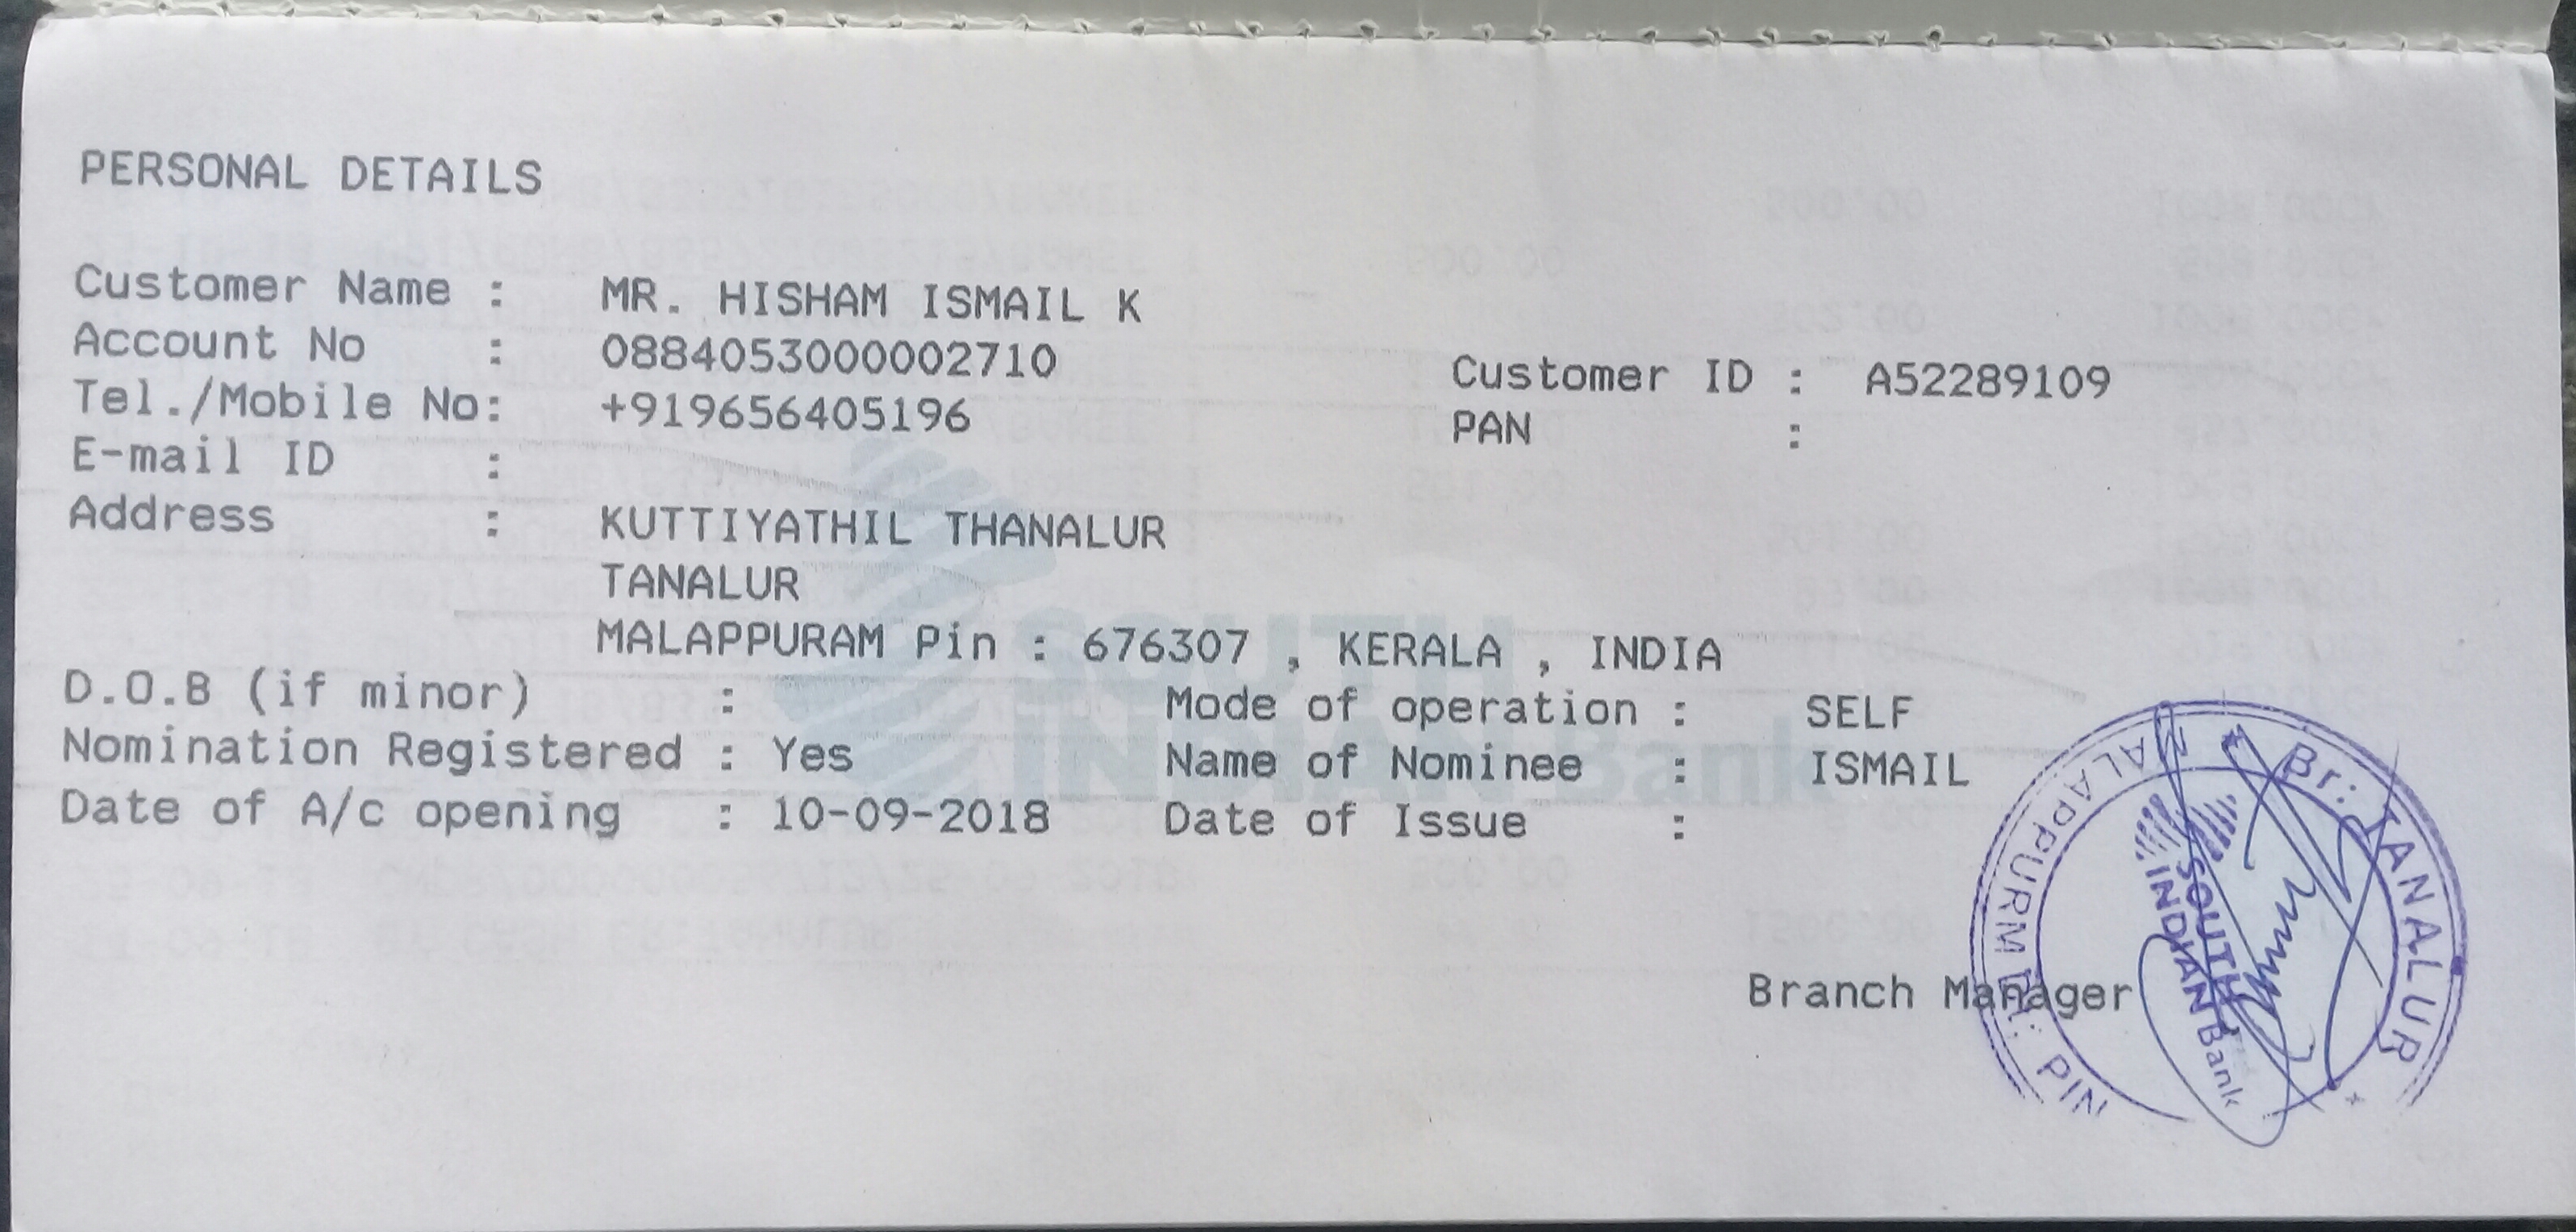 PERSONAL DETAILS
Customer Name : MR. HISHAM ISMAIL K
Account No : 0884053000002710
Customer ID : A52289109
Tel./Mobile No: +919656405196
PAN :
E-mail ID :
Address : KUTTIYATHIL THANALUR
TANALUR
MALAPPURAM Pin : 676307 , KERALA , INDIA
D.O.B (if minor) : Mode of operation : SELF
Nomination Registered : Yes Name of Nominee : ISMAIL
Date of A/c opening : 10-09-2018 Date of Issue :
Branch Manager
SOUTH
INDIAN Bank
Br: TANALUR
MALAPPURM PIN
SOUTH
INDIAN Bank